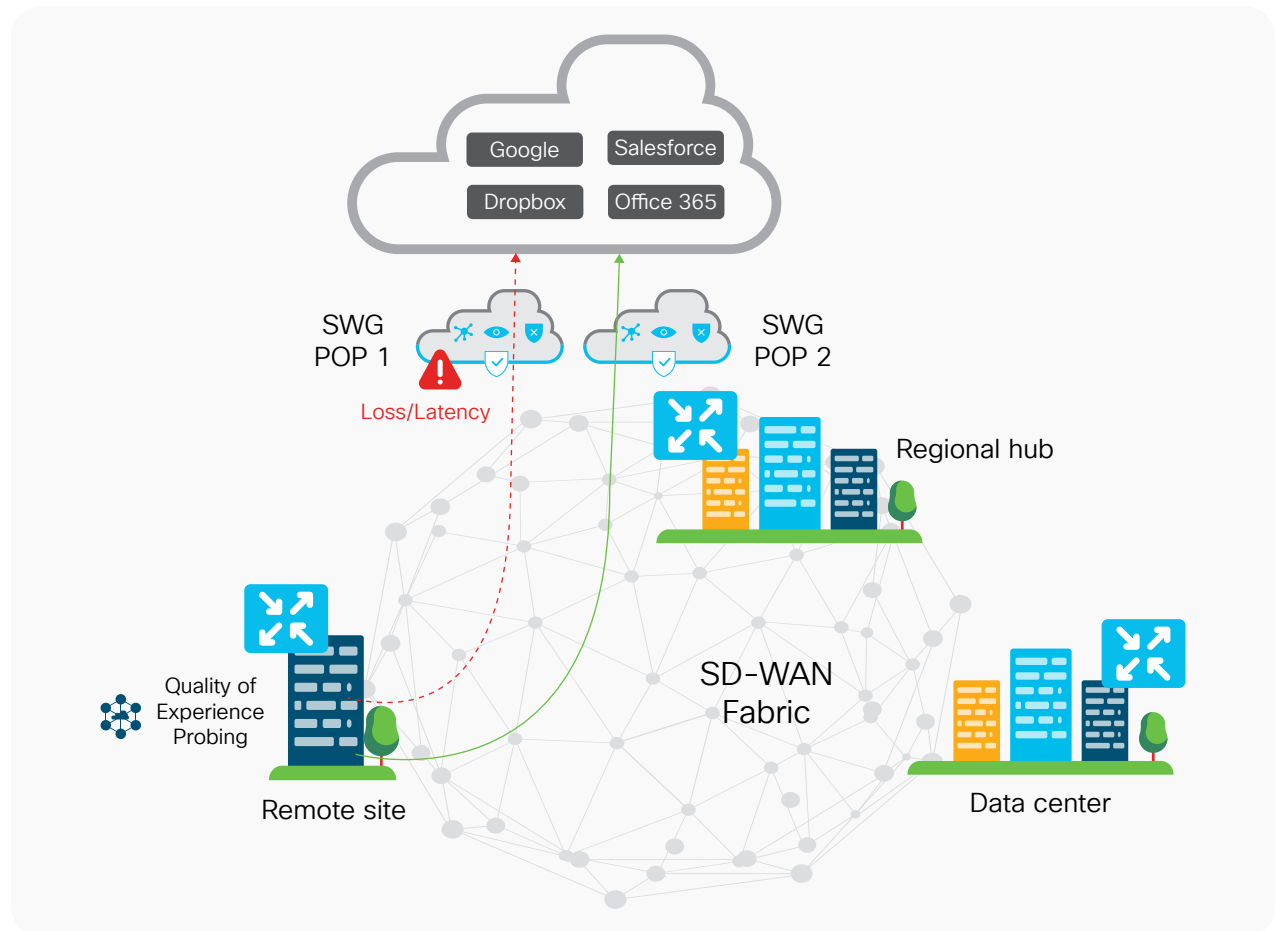 Google
Salesforce
Dropbox
Office 365
SWG
POP 1
SWG
POP 2
Loss/Latency
Regional hub
Quality of
Experience
Probing
SD-WAN
Fabric
Remote site
Data center